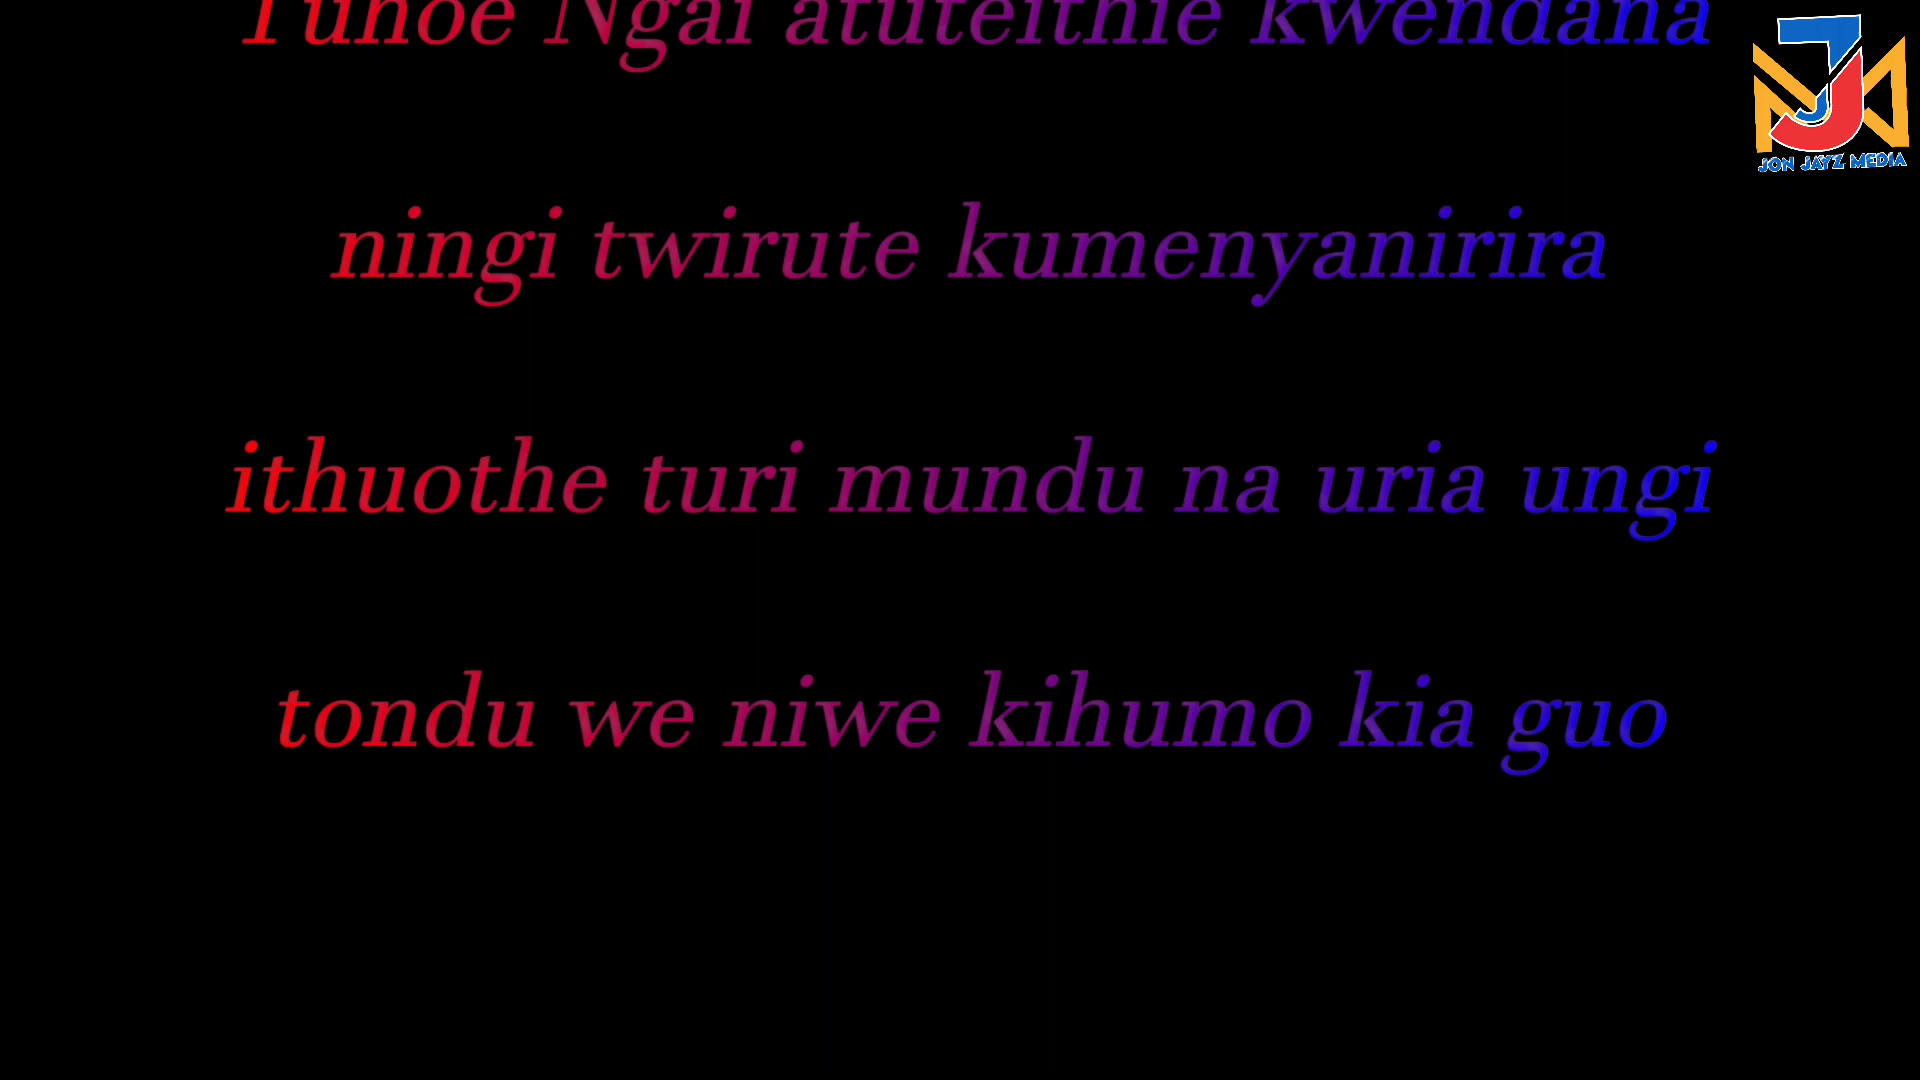 Tuhoe Ngai atuteithie kwendana
JON JAYZ MEDIA
ningi twirute kumenyanirira
ithuothe turi mundu na uria ungi
tondu we niwe kihumo kia guo